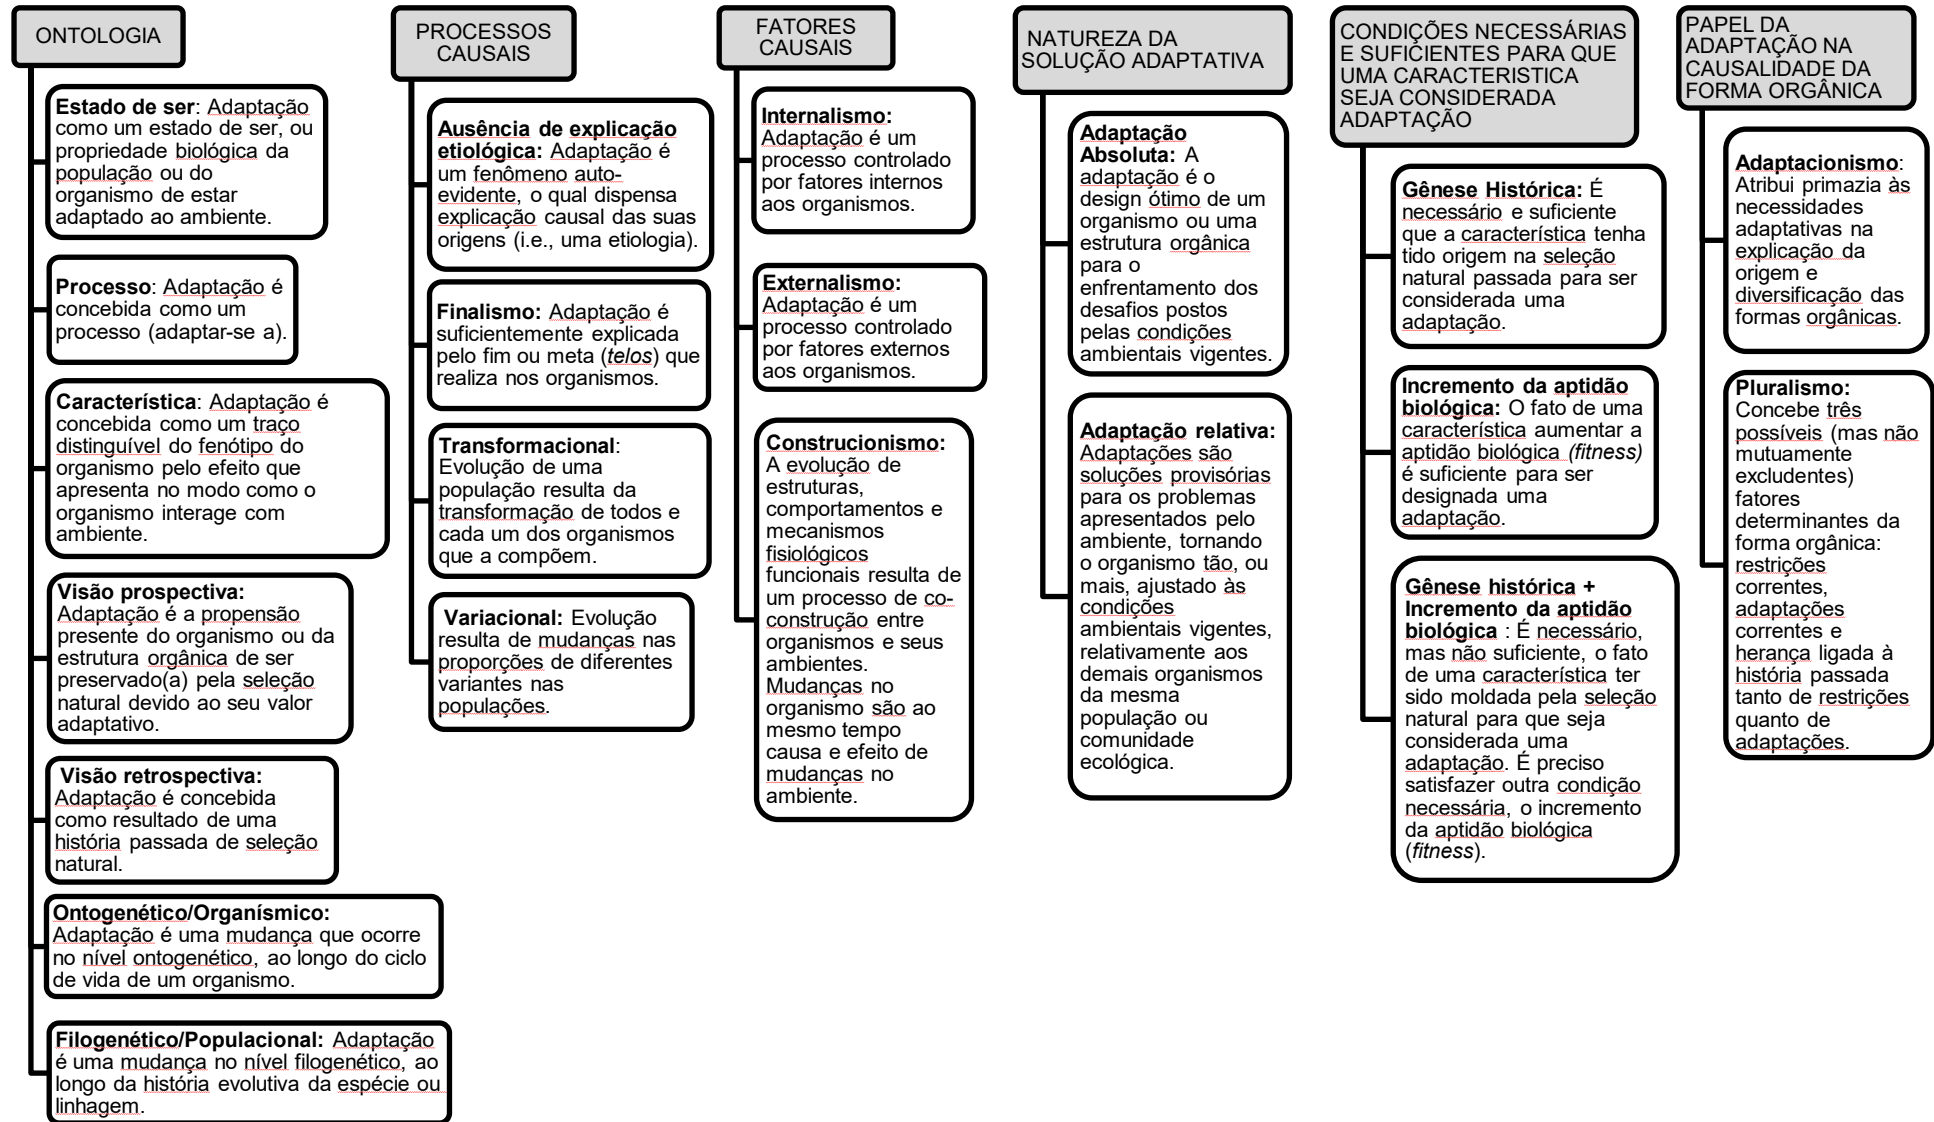 ONTOLOGIA
Estado de ser: Adaptação
como um estado de ser, ou
propriedade biológica da
população ou do
organismo de estar
adaptado ao ambiente.
Processo: Adaptação é
concebida como um
processo (adaptar-se a).
Característica: Adaptação é
concebida como um traço
distinguível do fenótipo do
organismo pelo efeito que
apresenta no modo como o
organismo interage com
ambiente.
Visão prospectiva:
Adaptação é a propensão
presente do organismo ou da
estrutura orgânica de ser
preservado(a) pela seleção
natural devido ao seu valor
adaptativo.
Visão retrospectiva:
Adaptação é concebida
como resultado de uma
história passada de seleção
natural.
Ontogenético/Organísmico:
Adaptação é uma mudança que ocorre
no nível ontogenético, ao longo do ciclo
de vida de um organismo.
Filogenético/Populacional: Adaptação
é uma mudança no nível filogenético, ao
longo da história evolutiva da espécie ou
linhagem.
PROCESSOS
CAUSAIS
Ausência de explicação
etiológica: Adaptação é
um fenômeno auto-
evidente, o qual dispensa
explicação causal das suas
origens (i.e., uma etiologia).
Finalismo: Adaptação é
suficientemente explicada
pelo fim ou meta (telos) que
realiza nos organismos.
Transformacional:
Evolução de uma
população resulta da
transformação de todos e
cada um dos organismos
que a compõem.
Variacional: Evolução
resulta de mudanças nas
proporções de diferentes
variantes nas
populações.
FATORES
CAUSAIS
Internalismo:
Adaptação é um
processo controlado
por fatores internos
aos organismos.
Externalismo:
Adaptação é um
processo controlado
por fatores externos
aos organismos.
Construcionismo:
A evolução de
estruturas,
comportamentos e
mecanismos
fisiológicos
funcionais resulta de
um processo de co-
construção entre
organismos e seus
ambientes.
Mudanças no
organismo são ao
mesmo tempo
causa e efeito de
mudanças no
ambiente.
NATUREZA DA
SOLUÇÃO ADAPTATIVA
Adaptação
Absoluta: A
adaptação é o
design ótimo de um
organismo ou uma
estrutura orgânica
para o
enfrentamento dos
desafios postos
pelas condições
ambientais vigentes.
Adaptação relativa:
Adaptações são
soluções provisórias
para os problemas
apresentados pelo
ambiente, tornando
o organismo tão, ou
mais, ajustado às
condições
ambientais vigentes,
relativamente aos
demais organismos
da mesma
população ou
comunidade
ecológica.
CONDIÇÕES NECESSÁRIAS
E SUFICIENTES PARA QUE
UMA CARACTERISTICA
SEJA CONSIDERADA
ADAPTAÇÃO
Gênese Histórica: É
necessário e suficiente
que a característica tenha
tido origem na seleção
natural passada para ser
considerada uma
adaptação.
Incremento da aptidão
biológica: O fato de uma
característica aumentar a
aptidão biológica (fitness)
é suficiente para ser
designada uma
adaptação.
Gênese histórica +
Incremento da aptidão
biológica : É necessário,
mas não suficiente, o fato
de uma característica ter
sido moldada pela seleção
natural para que seja
considerada uma
adaptação. É preciso
satisfazer outra condição
necessária, o incremento
da aptidão biológica
(fitness).
PAPEL DA
ADAPTAÇÃO NA
CAUSALIDADE DA
FORMA ORGÂNICA
Adaptacionismo:
Atribui primazia às
necessidades
adaptativas na
explicação da
origem e
diversificação das
formas orgânicas.
Pluralismo:
Concebe três
possíveis (mas não
mutuamente
excludentes)
fatores
determinantes da
forma orgânica:
restrições
correntes,
adaptações
correntes e
herança ligada à
história passada
tanto de restrições
quanto de
adaptações.